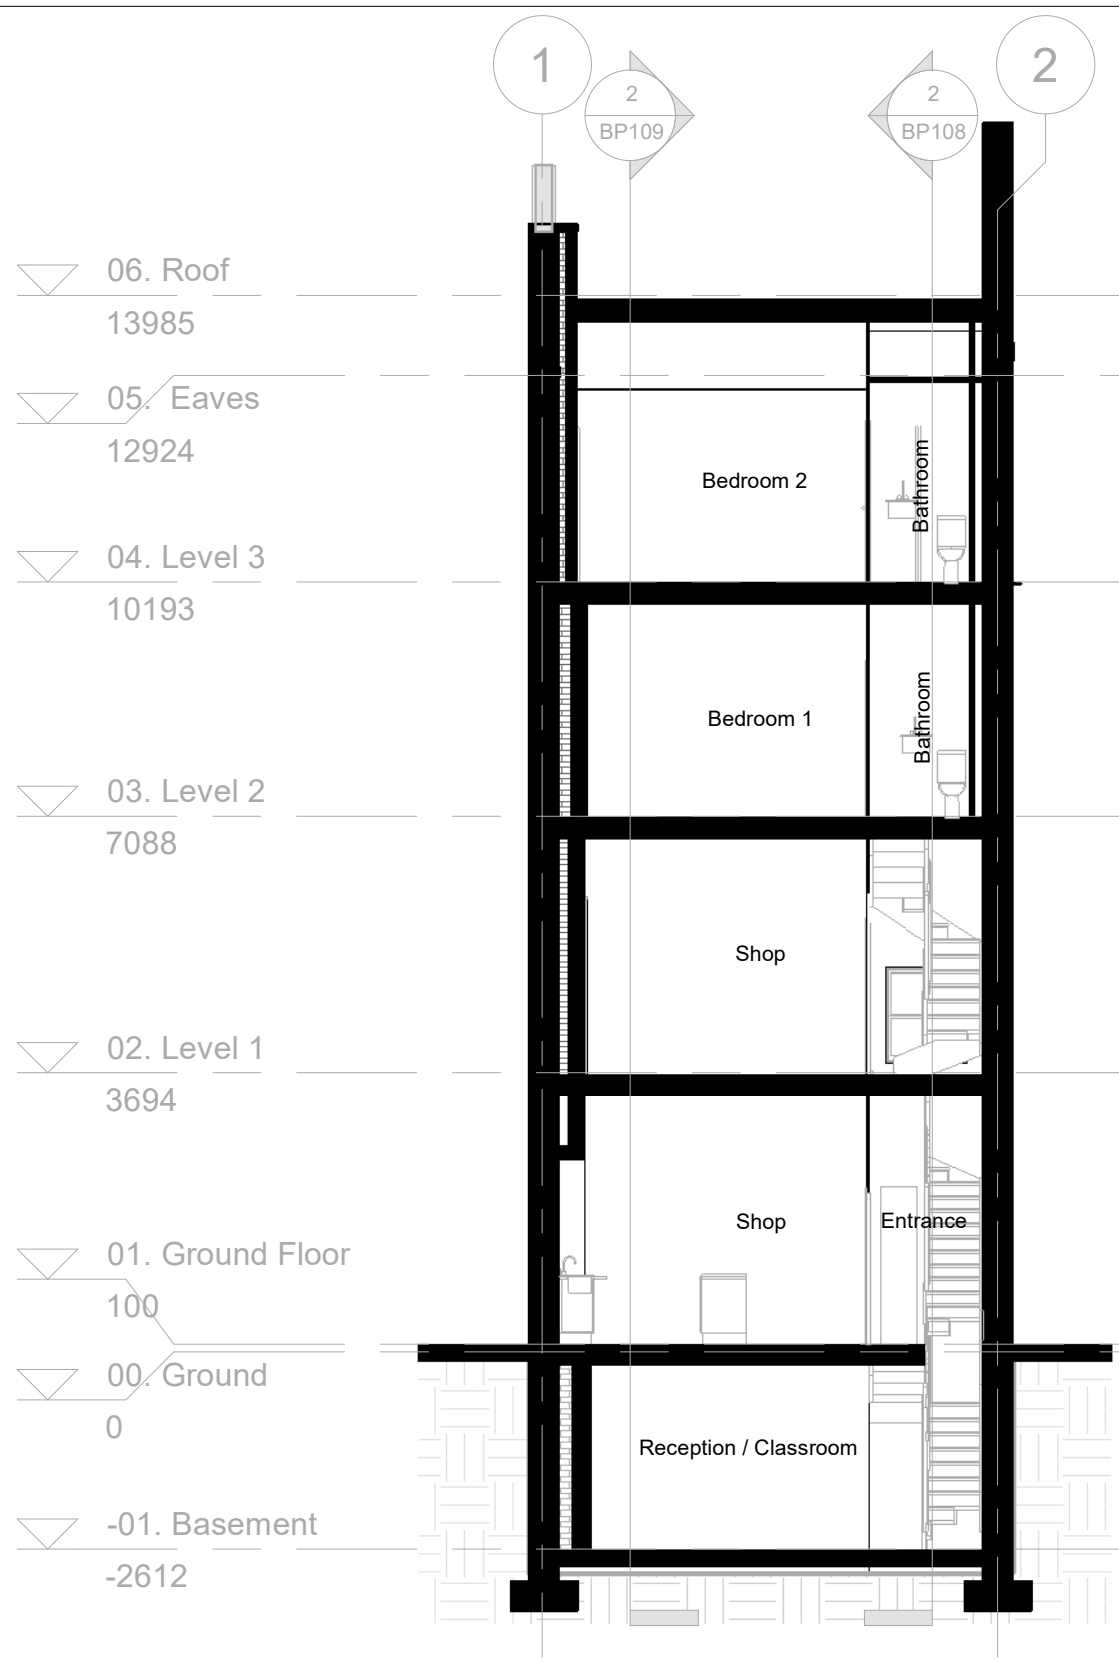 1
2
2
BP109
2
BP108
06. Roof
13985
05. Eaves
12924
Bedroom 2
Bathroom
04. Level 3
10193
Bedroom 1
Bathroom
03. Level 2
7088
Shop
02. Level 1
3694
Shop
Entrance
01. Ground Floor
100
00. Ground
0
Reception / Classroom
-01. Basement
-2612